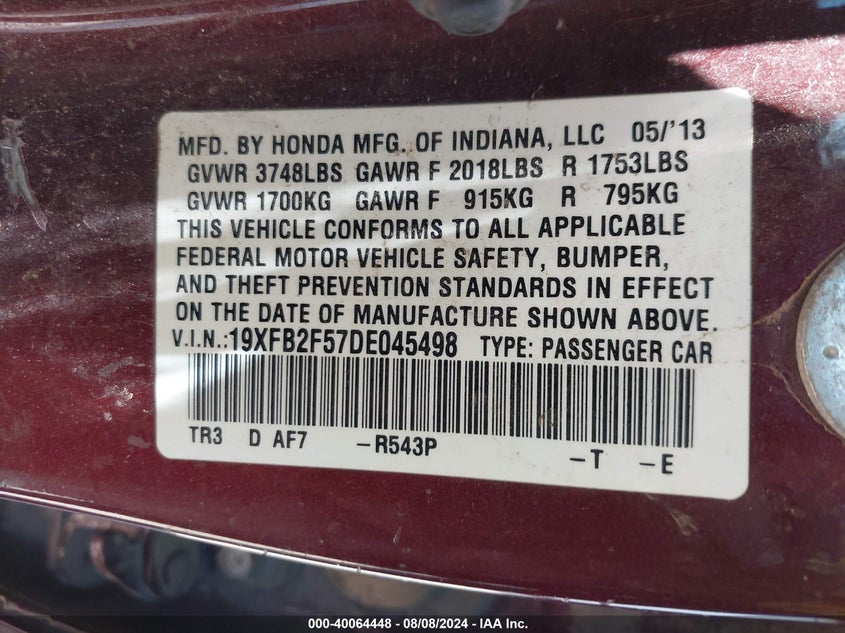 MFD. BY HONDA MFG. OF INDIANA, LLC 05/'13
GVWR 3748LBS GAWR F 2018LBS R 1753LBS
GVWR 1700KG GAWR F 915KG R 795KG
THIS VEHICLE CONFORMS TO ALL APPLICABLE
FEDERAL MOTOR VEHICLE SAFETY, BUMPER,
AND THEFT PREVENTION STANDARDS IN EFFECT
ON THE DATE OF MANUFACTURE SHOWN ABOVE.
V.I.N.:19XFB2F57DE045498 TYPE: PASSENGER CAR
TR3 D AF7 -R543P -T -E
000-40064448 - 08/08/2024 - IAA Inc.